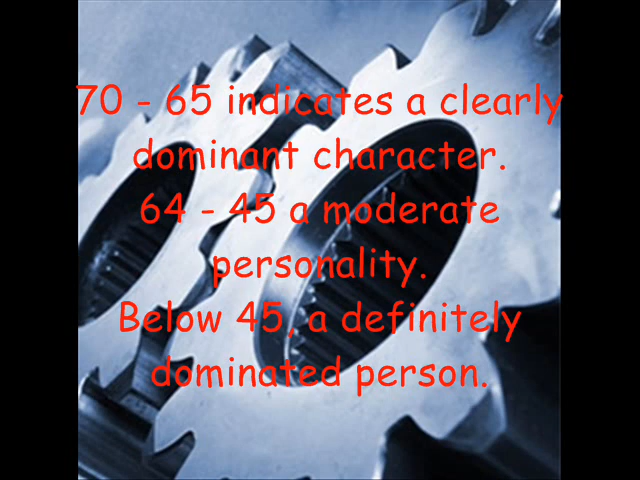 70 - 65 indicates a clearly
dominant character.
64 - 45 a moderate
personality.
Below 45, a definitely
dominated person.